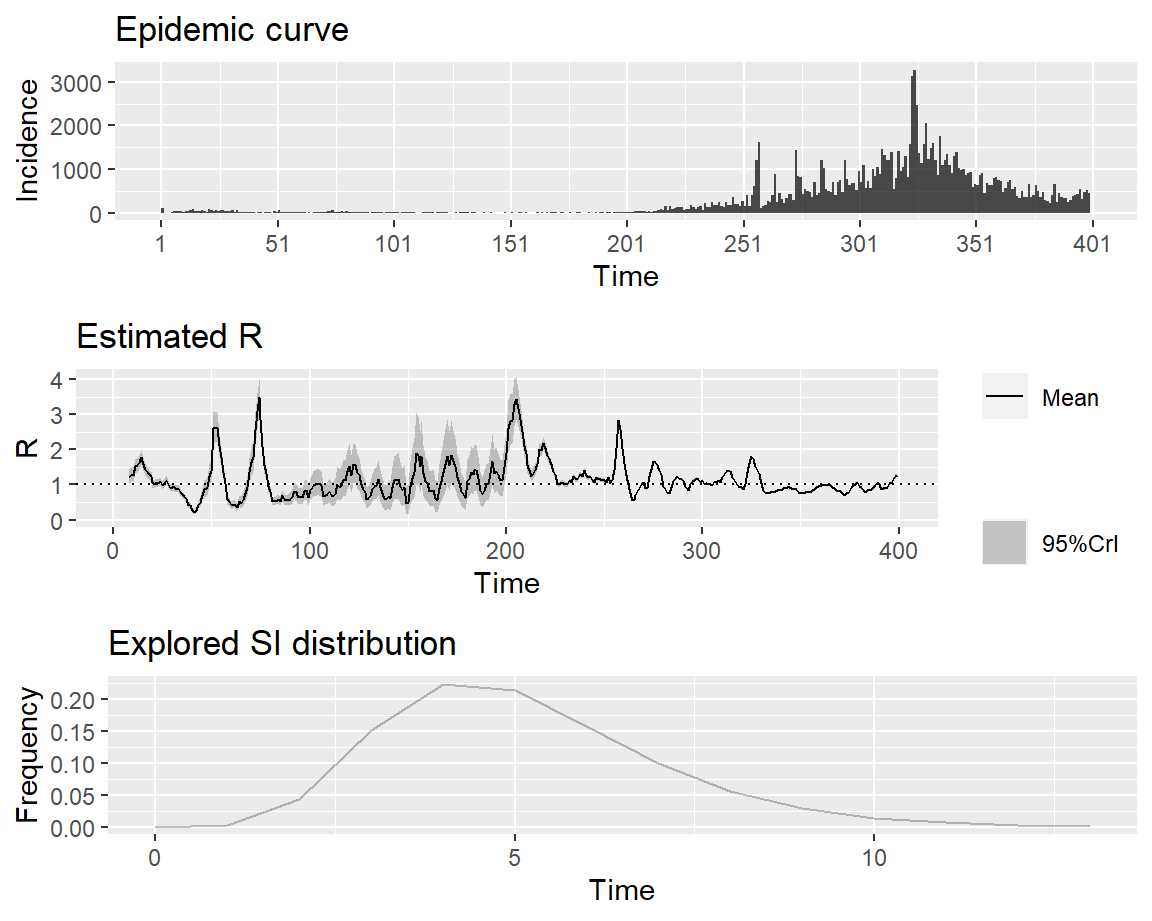 Epidemic curve
3000
2000
1000
0
Incidence
1 51 101 151 201 251 301 351 401
Time
Estimated R
4
3
2
1
0
R
0 100 200 300 400
Time
Mean
95%CrI
Explored SI distribution
0.20
0.15
0.10
0.05
0.00
Frequency
0 5 10
Time